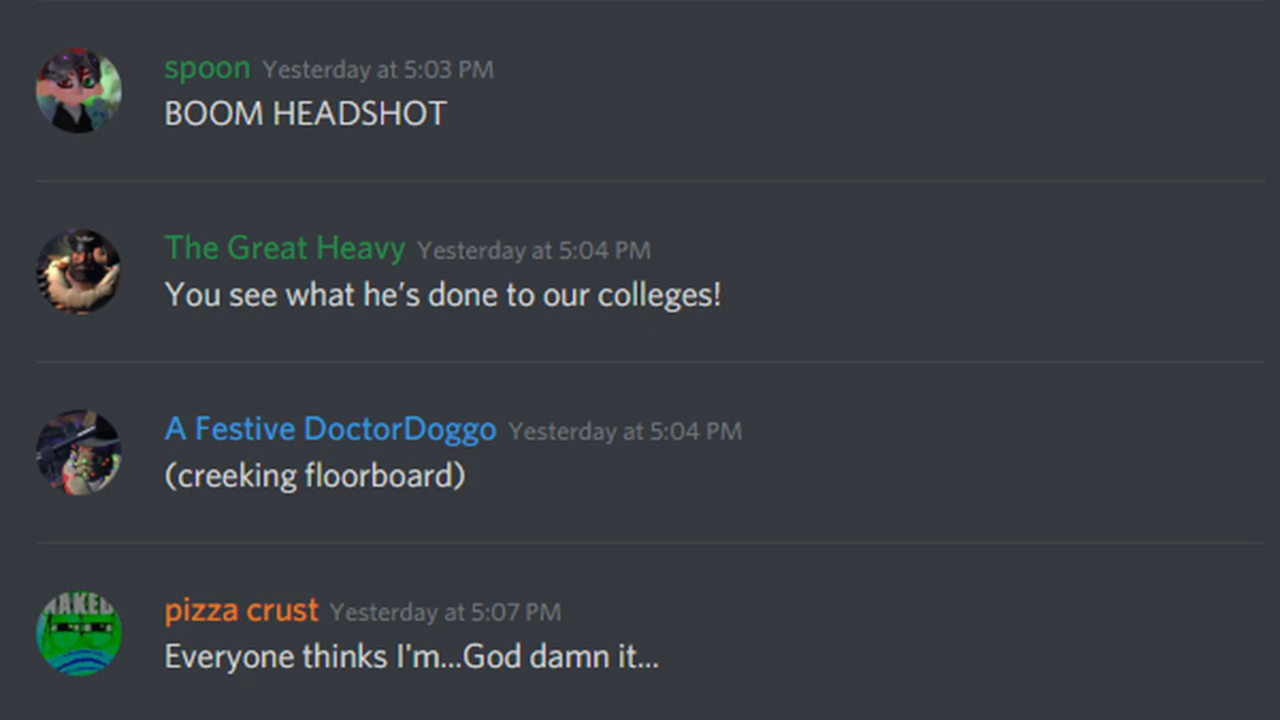 spoon Yesterday at 5:03 PM
BOOM HEADSHOT
The Great Heavy Yesterday at 5:04 PM
You see what he’s done to our colleges!
A Festive DoctorDoggo Yesterday at 5:04 PM
(creeking floorboard)
NAKED
pizza crust Yesterday at 5:07 PM
Everyone thinks I'm...God damn it...